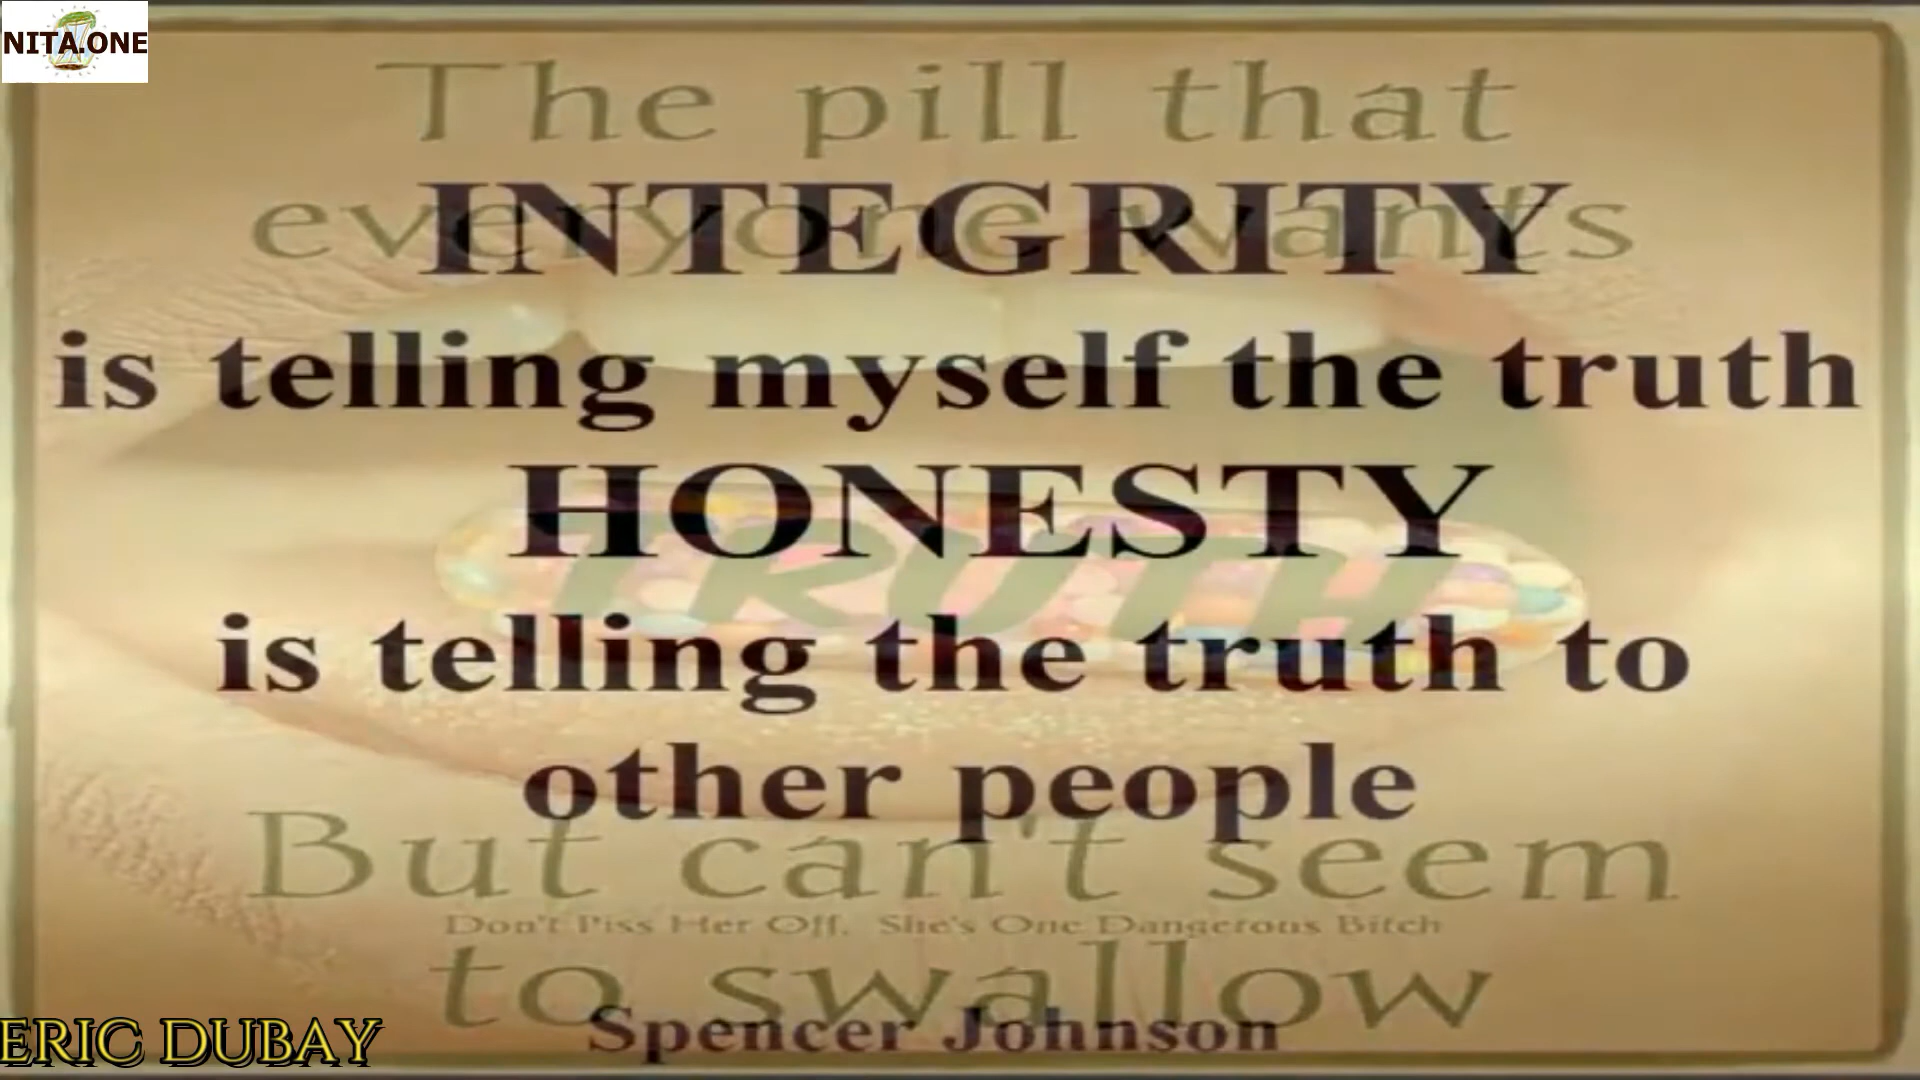 NITA.ONE
The pill that
everyone wants
INTEGRITY
is telling myself the truth
HONESTY
TRUTH
is telling the truth to
other people
But can't seem
Don't Piss Her Off. She's One Dangerous Bitch
to swallow
Spencer Johnson
ERIC DUBAY